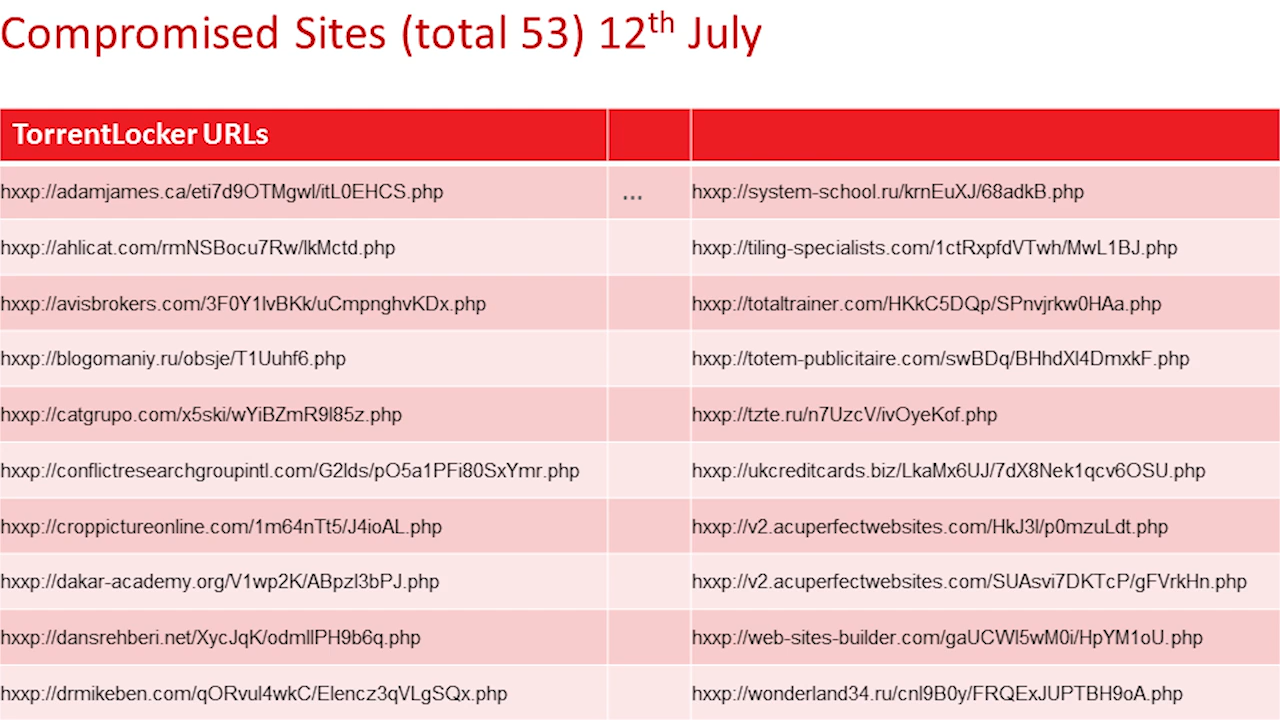 Compromised Sites (total 53) 12th July
TorrentLocker URLs
hxxp://adamjames.ca/eti7d9OTMgwl/itL0EHCS.php ... hxxp://system-school.ru/krnEuXJ/68adkB.php
hxxp://ahlicat.com/rmNSBocu7Rw/lkMctd.php hxxp://tiling-specialists.com/1ctRxpfdVTwh/MwL1BJ.php
hxxp://avisbrokers.com/3F0Y1lvBKk/uCmpnghvKDx.php hxxp://totaltrainer.com/HKkC5DQp/SPnvjrkw0HAa.php
hxxp://blogomaniy.ru/obsje/T1Uuhf6.php hxxp://totem-publicitaire.com/swBDq/BHhdXl4DmxkF.php
hxxp://catgrupo.com/x5ski/wYiBZmR9l85z.php hxxp://tzte.ru/n7UzcV/ivOyeKof.php
hxxp://conflictresearchgroupintl.com/G2lds/pO5a1PFi80SxYmr.php hxxp://ukcreditcards.biz/LkaMx6UJ/7dX8Nek1qcv6OSU.php
hxxp://croppictureonline.com/1m64nTt5/J4ioAL.php hxxp://v2.acuperfectwebsites.com/HkJ3l/p0mzuLdt.php
hxxp://dakar-academy.org/V1wp2K/ABpzl3bPJ.php hxxp://v2.acuperfectwebsites.com/SUAsvi7DKTcP/gFVrkHn.php
hxxp://dansrehberi.net/XycJqK/odmllPH9b6q.php hxxp://web-sites-builder.com/gaUCWl5wM0i/HpYM1oU.php
hxxp://drmikeben.com/qORvul4wkC/Elencz3qVLgSQx.php hxxp://wonderland34.ru/cnl9B0y/FRQExJUPTBH9oA.php